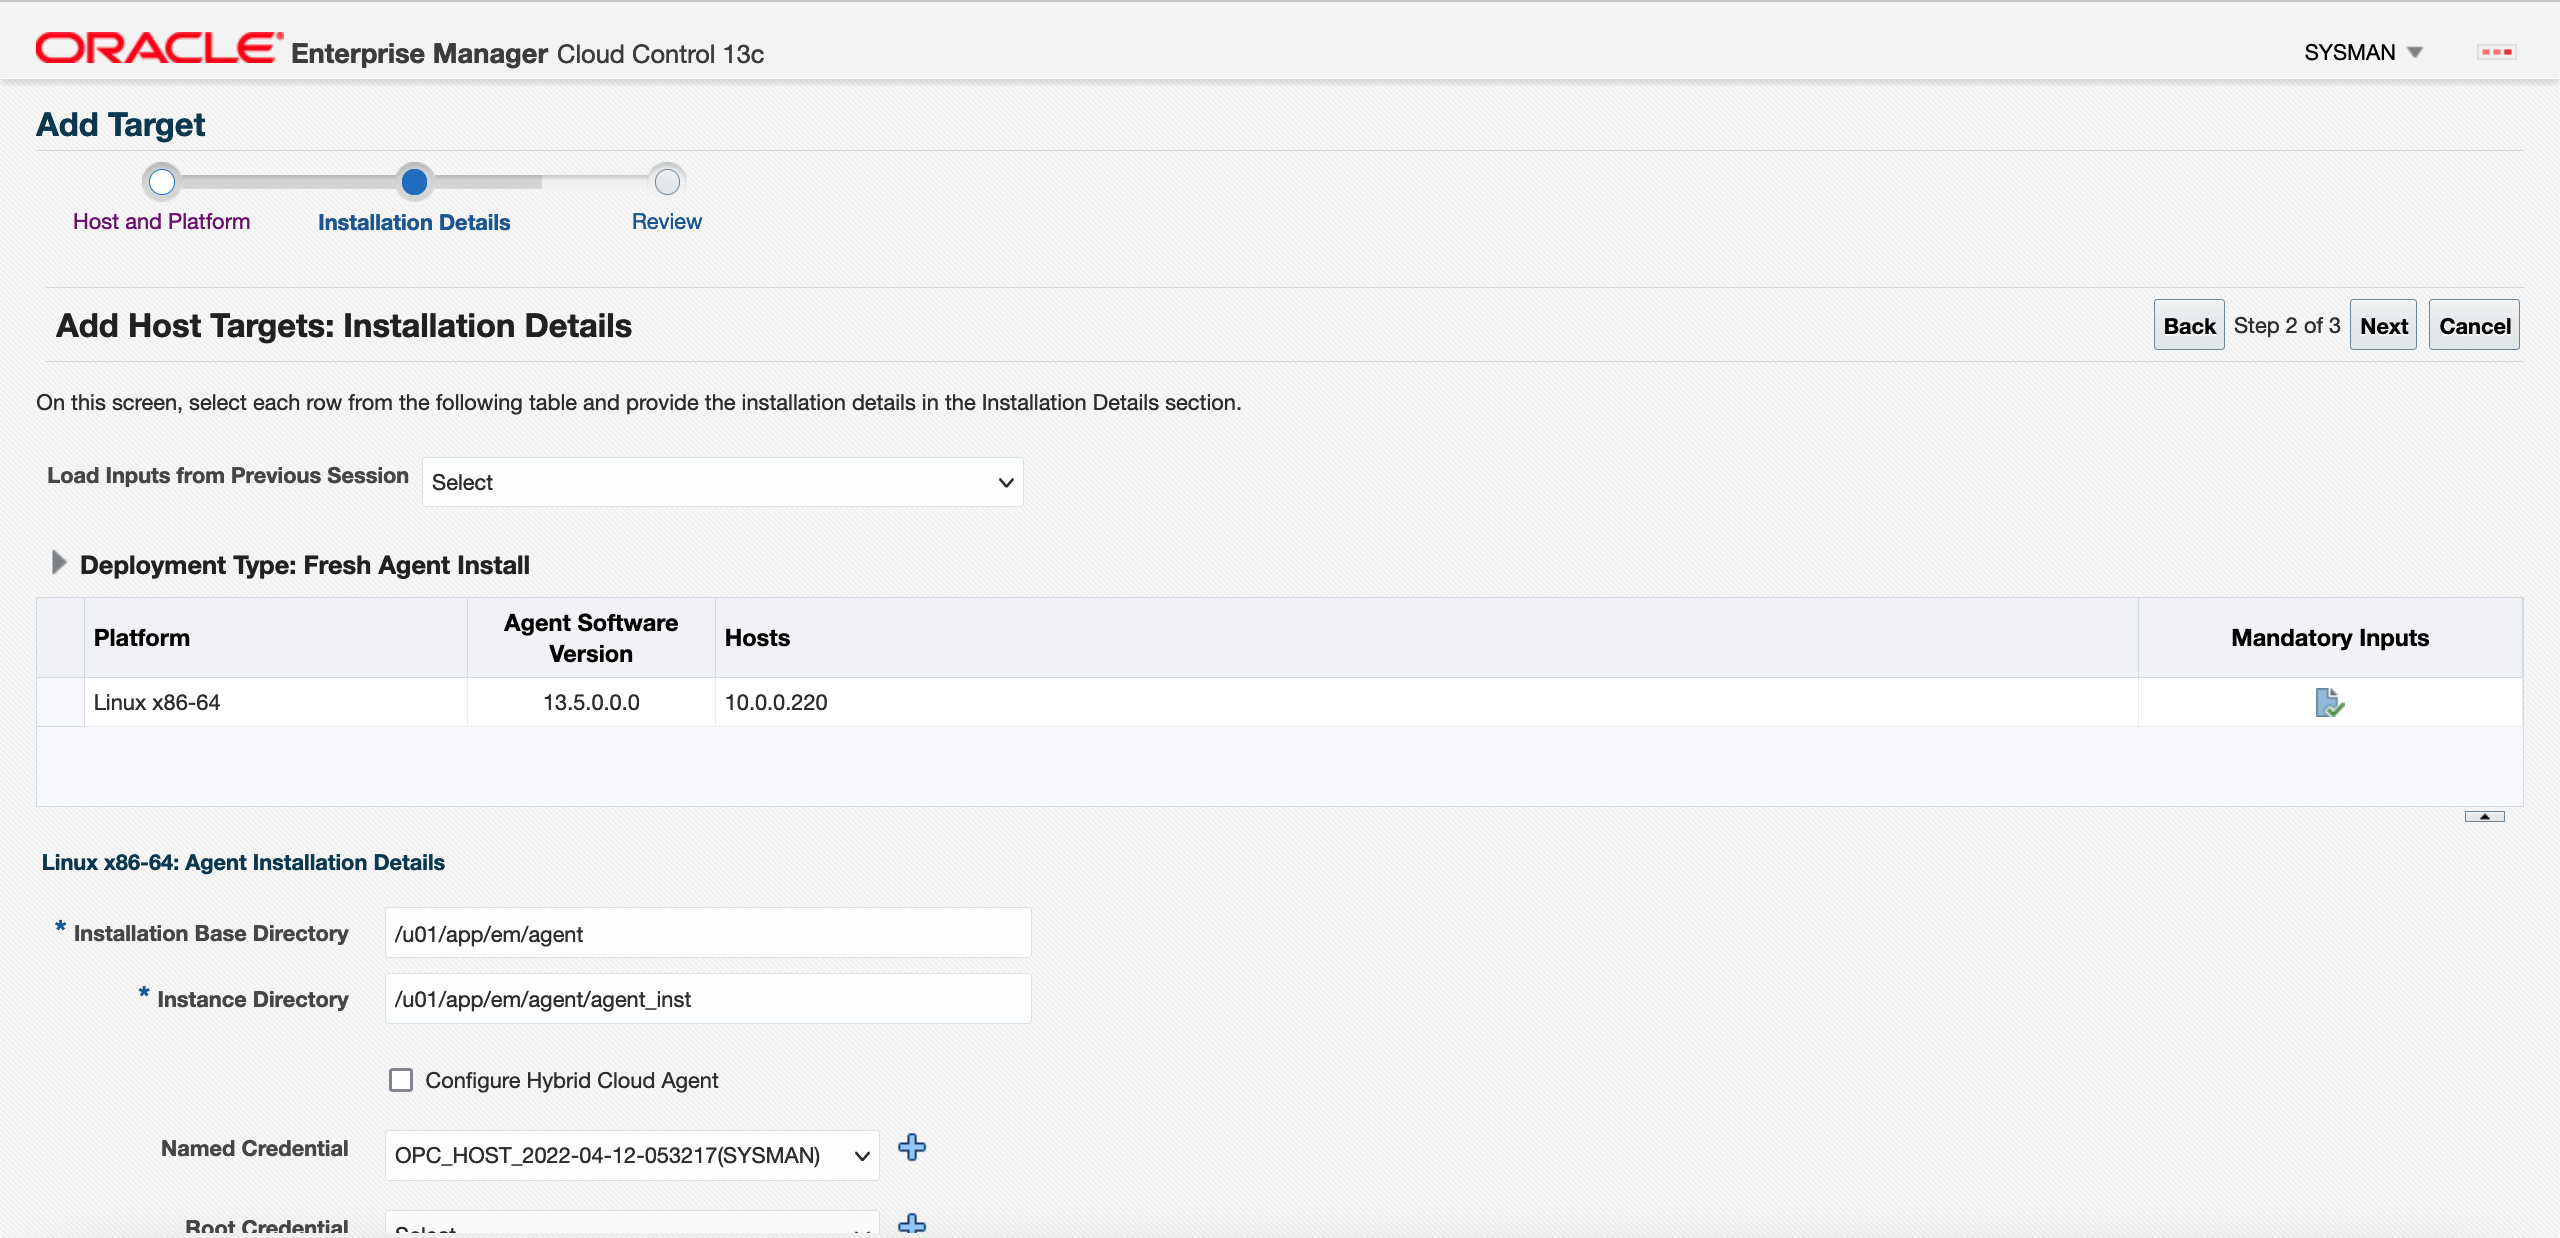 ORACLE Enterprise Manager Cloud Control 13c
SYSMAN
Add Target
Host and Platform
Installation Details
Review
Add Host Targets: Installation Details
Back Step 2 of 3 Next Cancel
On this screen, select each row from the following table and provide the installation details in the Installation Details section.
Load Inputs from Previous Session Select
Deployment Type: Fresh Agent Install
Platform
Agent Software
Version
Hosts
Mandatory Inputs
Linux x86-64 13.5.0.0.0 10.0.0.220
Linux x86-64: Agent Installation Details
* Installation Base Directory /u01/app/em/agent
* Instance Directory /u01/app/em/agent/agent_inst
Configure Hybrid Cloud Agent
Named Credential OPC_HOST_2022-04-12-053217(SYSMAN)
Root Credential Select